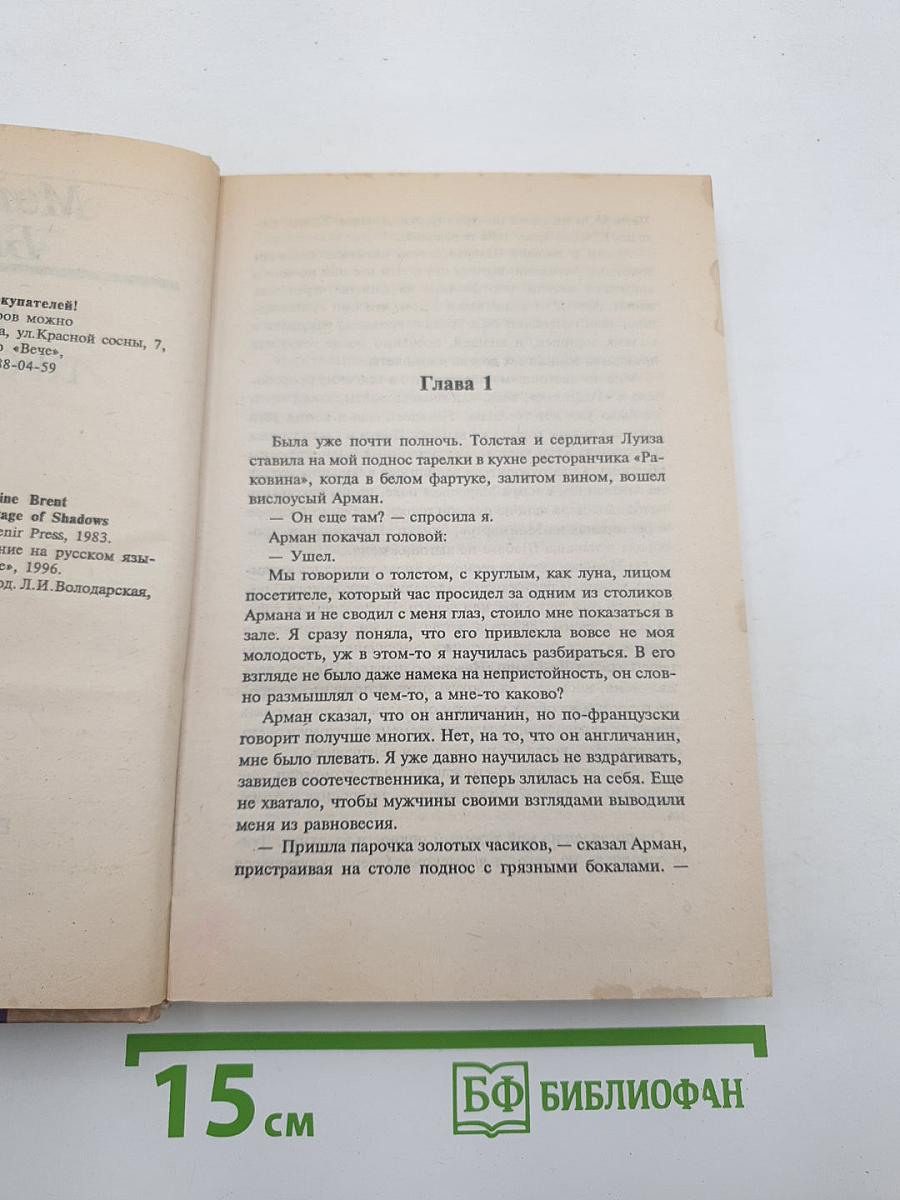 купателей!
ров можно
а, ул.Красной сосны, 7,
о «Вече»,
38-04-59
ine Brent
age of Shadows
enir Press, 1983.
ние на русском язы-
е», 1996.
од. Л.И.Володарская,
Глава 1
Была уже почти полночь. Толстая и сердитая Луиза
ставила на мой поднос тарелки в кухне ресторанчика «Ра-
ковина», когда в белом фартуке, залитом вином, вошел
вислоусый Арман.
— Он еще там? — спросила я.
Арман покачал головой:
— Ушел.
Мы говорили о толстом, с круглым, как луна, лицом
посетителе, который час просидел за одним из столиков
Армана и не сводил с меня глаз, стоило мне показаться в
зале. Я сразу поняла, что его привлекла вовсе не моя
молодость, уж в этом-то я научилась разбираться. В его
взгляде не было даже намека на непристойность, он слов-
но размышлял о чем-то, а мне-то каково?
Арман сказал, что он англичанин, но по-французски
говорит получше многих. Нет, на то, что он англичанин,
мне было плевать. Я уже давно научилась не вздрагивать,
завидев соотечественника, и теперь злилась на себя. Еще
не хватало, чтобы мужчины своими взглядами выводили
меня из равновесия.
— Пришла парочка золотых часиков, — сказал Арман,
пристраивая на столе поднос с грязными бокалами. —
15 см
БФ БИБЛИОФАН